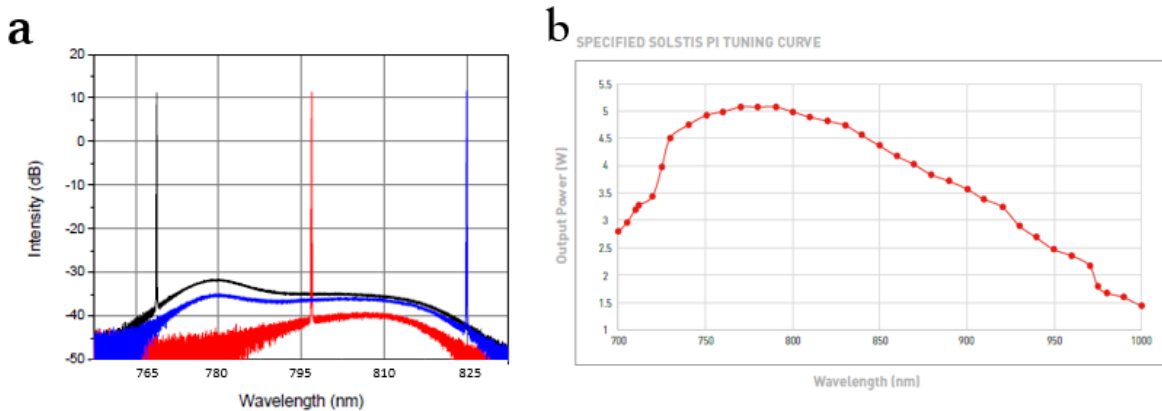 a
20
10
0
-10
-20
-30
-40
-50
Intensity (dB)
765 780 795 810 825
Wavelength (nm)
b
SPECIFIED SOLSTIS PI TUNING CURVE
5.5
5
4.5
4
3.5
3
2.5
2
1.5
1
Output Power (W)
700 750 800 850 900 950 1000
Wavelength (nm)